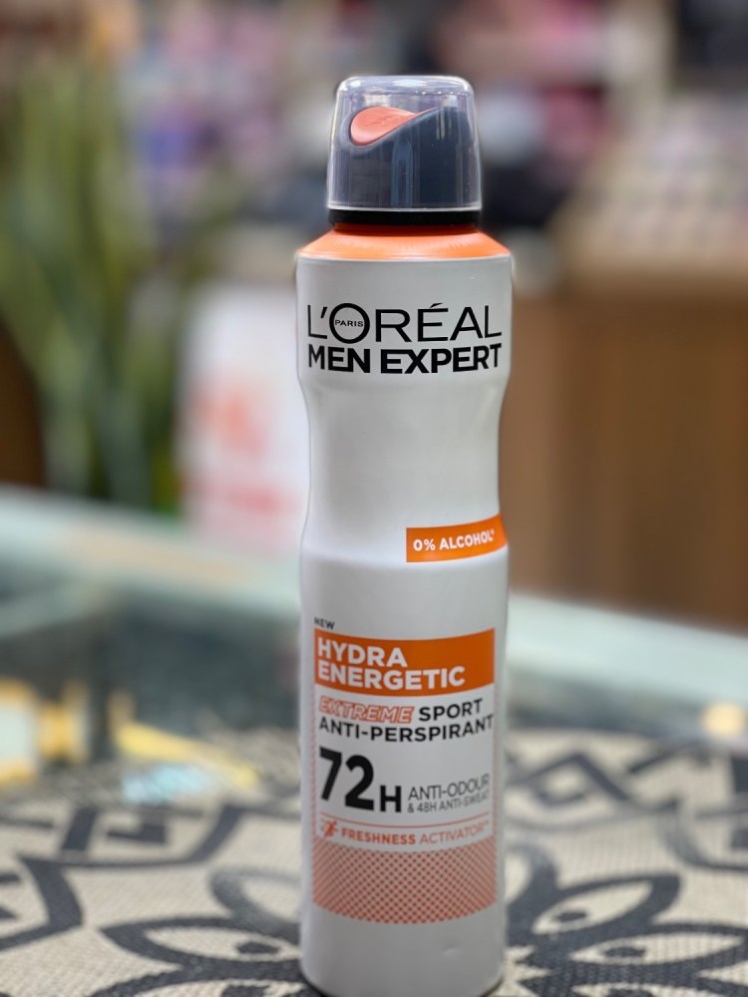 L'ORÉAL
PARIS
MEN EXPERT
0% ALCOHOL*
NEW
HYDRA
ENERGETIC
EXTREME SPORT
ANTI-PERSPIRANT
72H ANTI-ODOUR
& 48H ANTI-SWEAT
FRESHNESS ACTIVATOR™